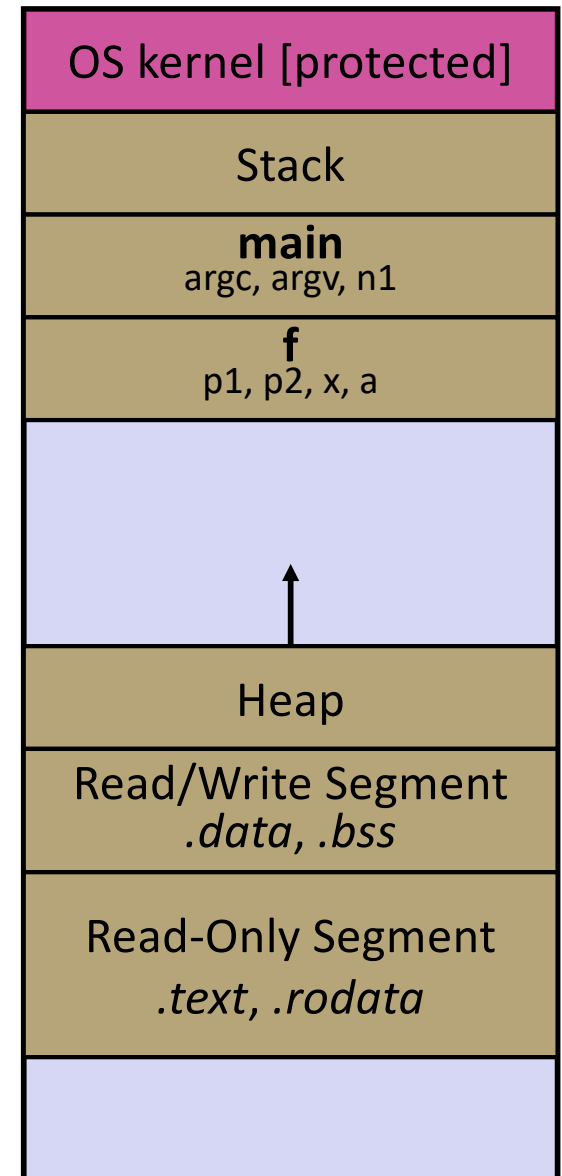 OS kernel [protected]
Stack
main
argc, argv, n1
f
p1, p2, x, a
Heap
Read/Write Segment
.data, .bss
Read-Only Segment
.text, .rodata